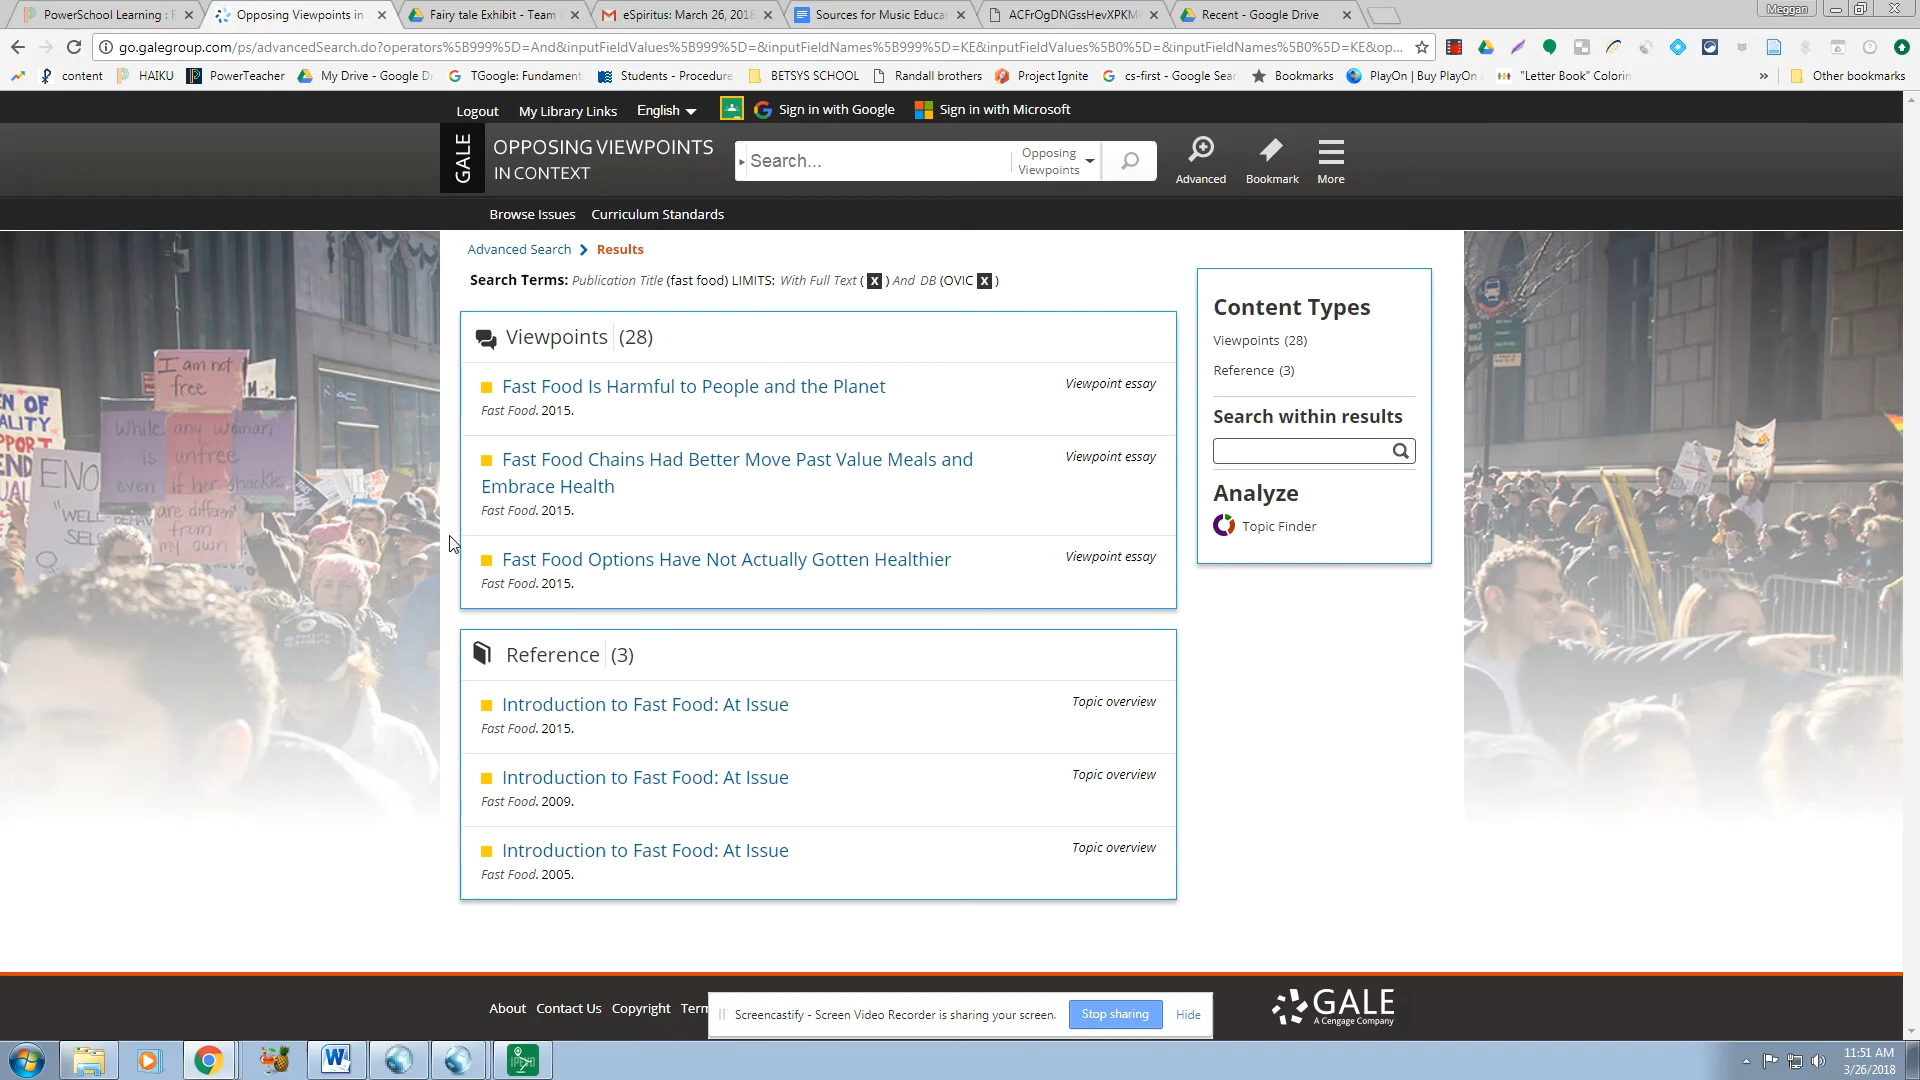 PowerSchool Learning : F
Opposing Viewpoints in
Fairy tale Exhibit - Team
eSpiritus: March 26, 2018
Sources for Music Educa
ACFrOgDNGssHevXPKM
Recent - Google Drive
Meggan
go.galegroup.com/ps/advancedSearch.do?operators%5B999%5D=And&inputFieldValues%5B999%5D=&inputFieldNames%5B999%5D=KE&inputFieldValues%5B0%5D=&inputFieldNames%5B0%5D=KE&op...
content
HAIKU
PowerTeacher
My Drive - Google Dr
TGoogle: Fundament
Students - Procedure
BETSYS SCHOOL
Randall brothers
Project Ignite
cs-first - Google Sear
Bookmarks
PlayOn | Buy PlayOn
"Letter Book" Colorin
Other bookmarks
Logout
My Library Links
English
Sign in with Google
Sign in with Microsoft
GALE
OPPOSING VIEWPOINTS
IN CONTEXT
Search...
Opposing
Viewpoints
Advanced
Bookmark
More
Browse Issues
Curriculum Standards
Advanced Search
Results
Search Terms: Publication Title (fast food) LIMITS: With Full Text ( X ) And DB (OVIC X )
Viewpoints (28)
Fast Food Is Harmful to People and the Planet
Viewpoint essay
Fast Food. 2015.
Fast Food Chains Had Better Move Past Value Meals and
Embrace Health
Viewpoint essay
Fast Food. 2015.
Fast Food Options Have Not Actually Gotten Healthier
Viewpoint essay
Fast Food. 2015.
Reference (3)
Introduction to Fast Food: At Issue
Topic overview
Fast Food. 2015.
Introduction to Fast Food: At Issue
Topic overview
Fast Food. 2009.
Introduction to Fast Food: At Issue
Topic overview
Fast Food. 2005.
Content Types
Viewpoints (28)
Reference (3)
Search within results
Analyze
Topic Finder
I am not
free
While any woman
is unfree
even if her shackles
are different
from
my own
About
Contact Us
Copyright
Term
Screencastify - Screen Video Recorder is sharing your screen.
Stop sharing
Hide
GALE
A Cengage Company
11:51 AM
3/26/2018